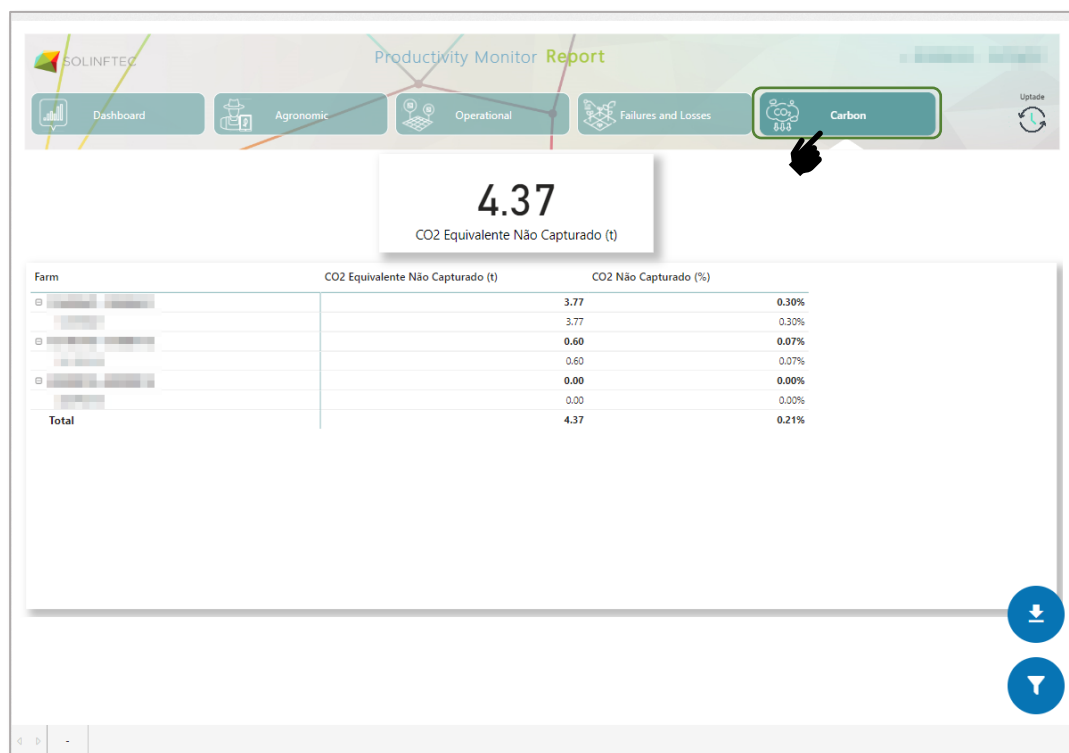 SOLINFTEC
Productivity Monitor Report
Dashboard
Agronomic
Operational
Failures and Losses
CO2
Carbon
Uptade
4.37
CO2 Equivalente Não Capturado (t)
Farm CO2 Equivalente Não Capturado (t) CO2 Não Capturado (%)
3.77 0.30%
3.77 0.30%
0.60 0.07%
0.60 0.07%
0.00 0.00%
0.00 0.00%
Total 4.37 0.21%
-